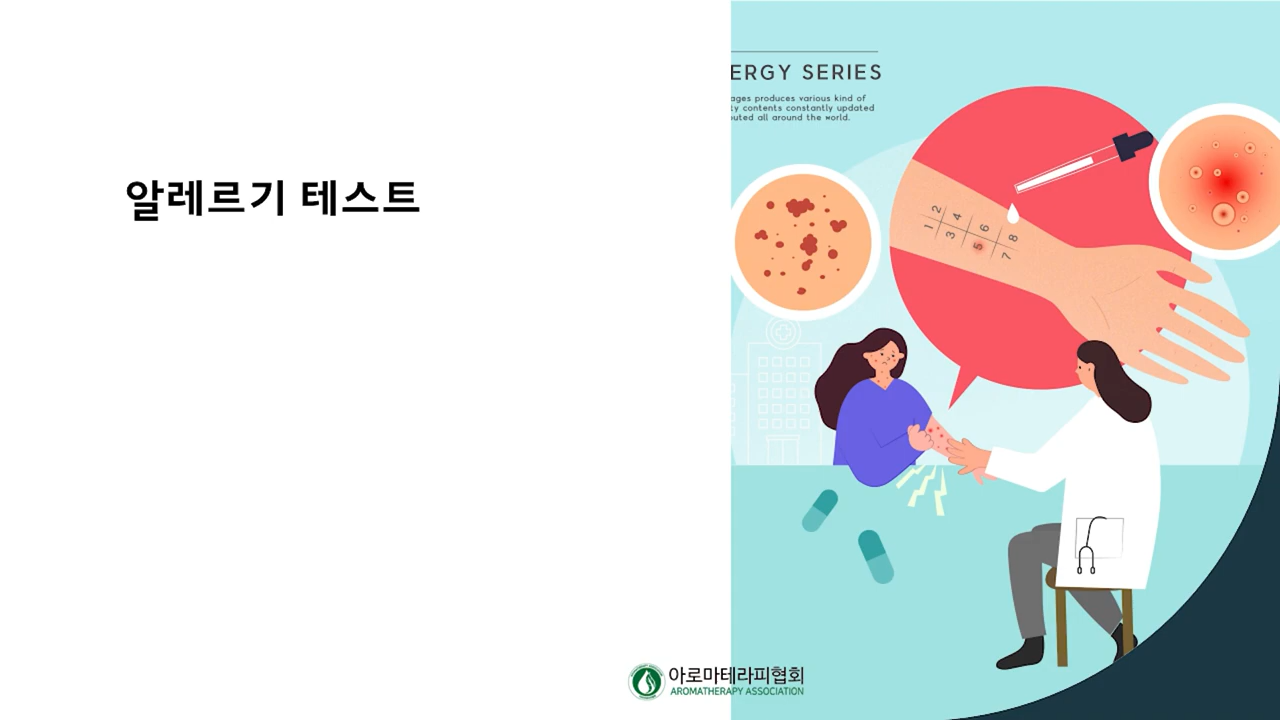 알레르기 테스트
ERGY SERIES
ages produces various kind of
ty contents constantly updated
buted all around the world.
2 4 6 8
1 3 5 7
아로마테라피협회
AROMATHERAPY ASSOCIATION